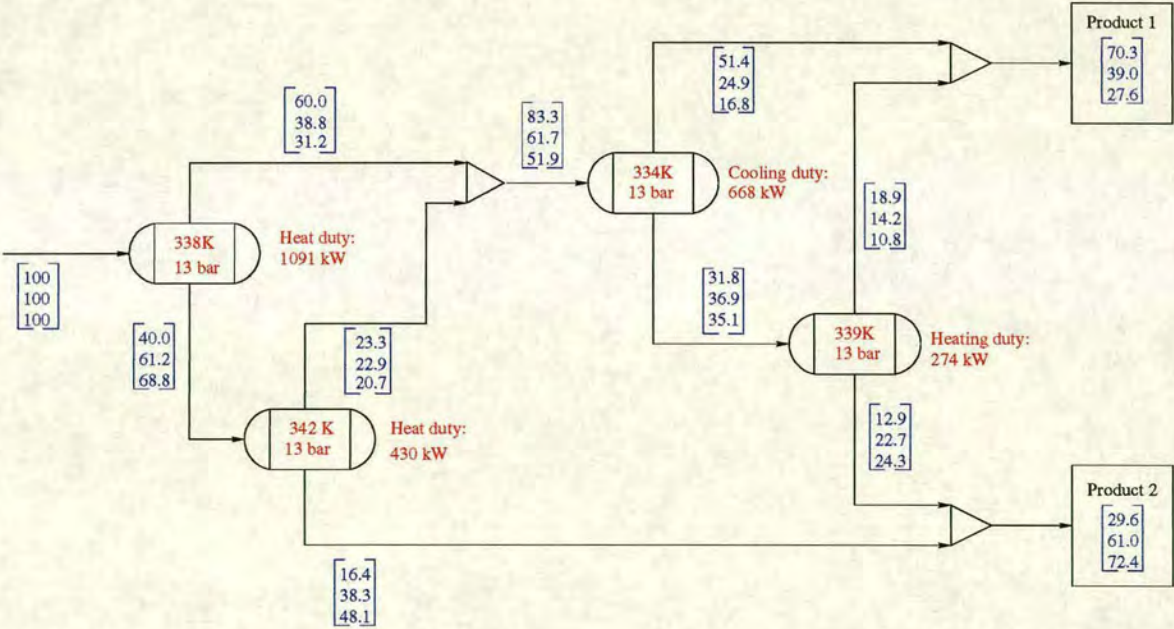 Product 1
70.3
39.0
27.6
51.4
24.9
16.8
60.0
38.8
31.2
83.3
61.7
51.9
334K
13 bar
Cooling duty:
668 kW
18.9
14.2
10.8
338K
13 bar
Heat duty:
1091 kW
100
100
100
31.8
36.9
35.1
40.0
61.2
68.8
23.3
22.9
20.7
339K
13 bar
Heating duty:
274 kW
342 K
13 bar
Heat duty:
430 kW
12.9
22.7
24.3
Product 2
29.6
61.0
72.4
16.4
38.3
48.1